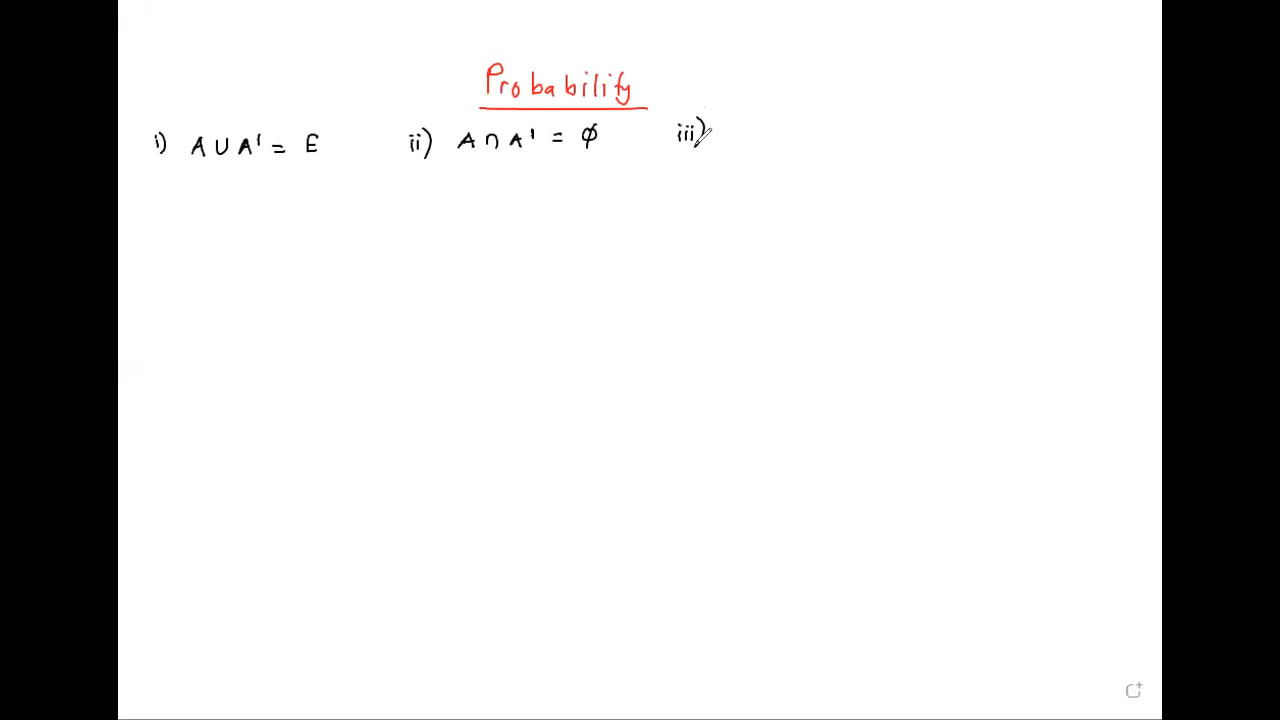 Probability
i) A ∪ A' = E ii) A ∩ A' = ∅ iii)